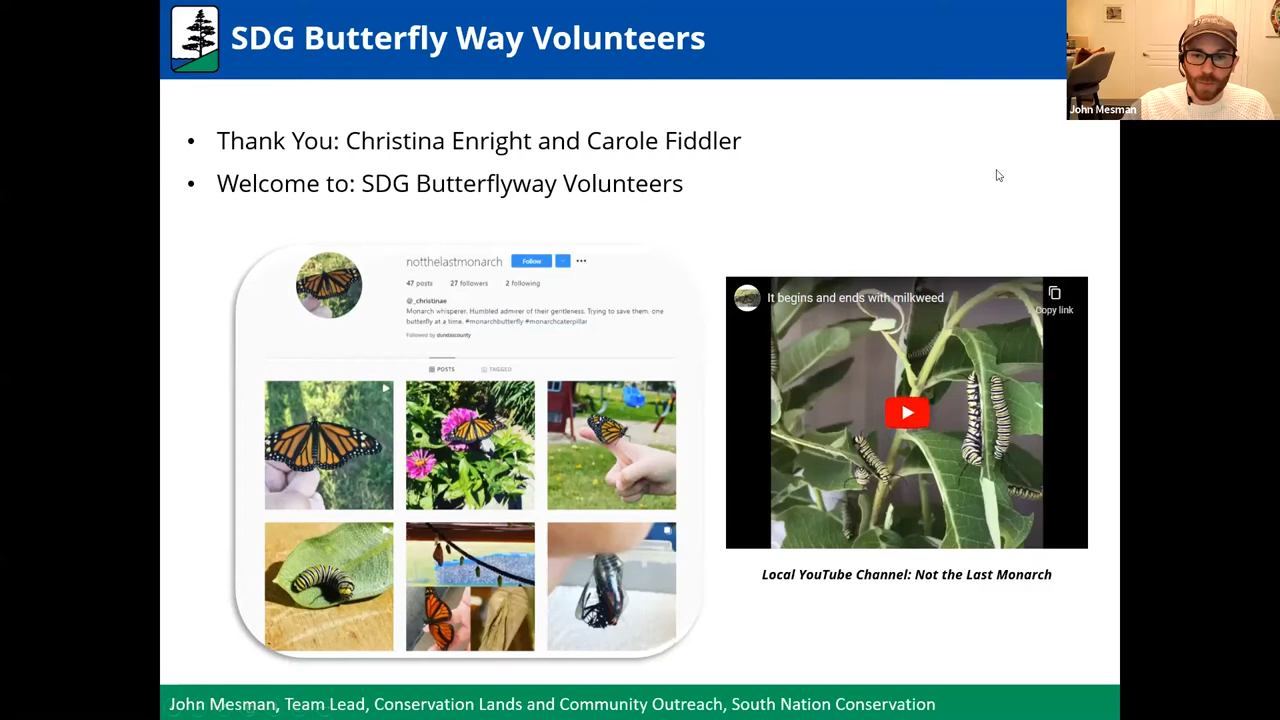 SDG Butterfly Way Volunteers
John Mesman
• Thank You: Christina Enright and Carole Fiddler
• Welcome to: SDG Butterflyway Volunteers
notthelastmonarch Follow
47 posts 27 followers 2 following
@_christinae
Monarch whisperer. Humbled admirer of their gentleness. Trying to save them, one
butterfly at a time. #monarchbutterfly #monarchcaterpillar
Followed by dundascounty
POSTS TAGGED
It begins and ends with milkweed
Copy link
Local YouTube Channel: Not the Last Monarch
John Mesman, Team Lead, Conservation Lands and Community Outreach, South Nation Conservation